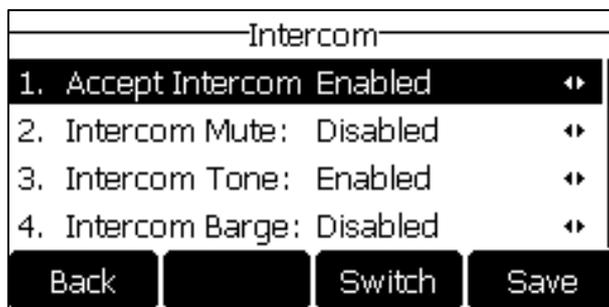 Intercom
1. Accept Intercom Enabled
2. Intercom Mute: Disabled
3. Intercom Tone: Enabled
4. Intercom Barge: Disabled
Back Switch Save